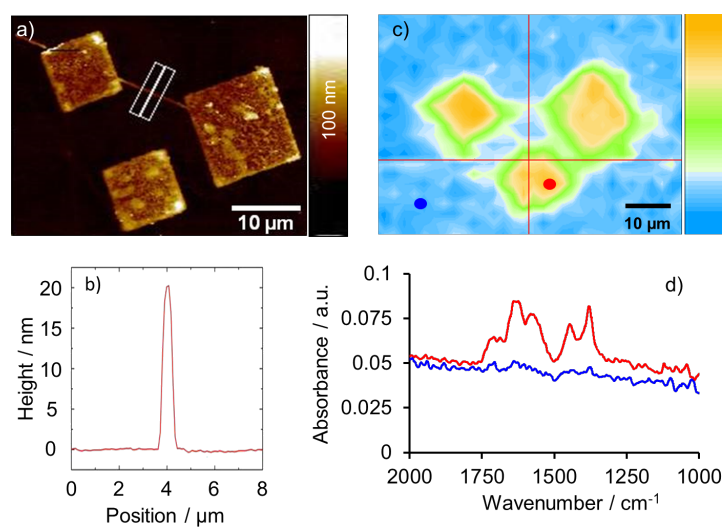 a)
100 nm
10 µm
c)
10 µm
b)
20
15
10
5
0
Height / nm
0 2 4 6 8
Position / µm
d)
0.1
0.075
0.05
0.025
0
Absorbance / a.u.
2000 1750 1500 1250 1000
Wavenumber / cm⁻¹